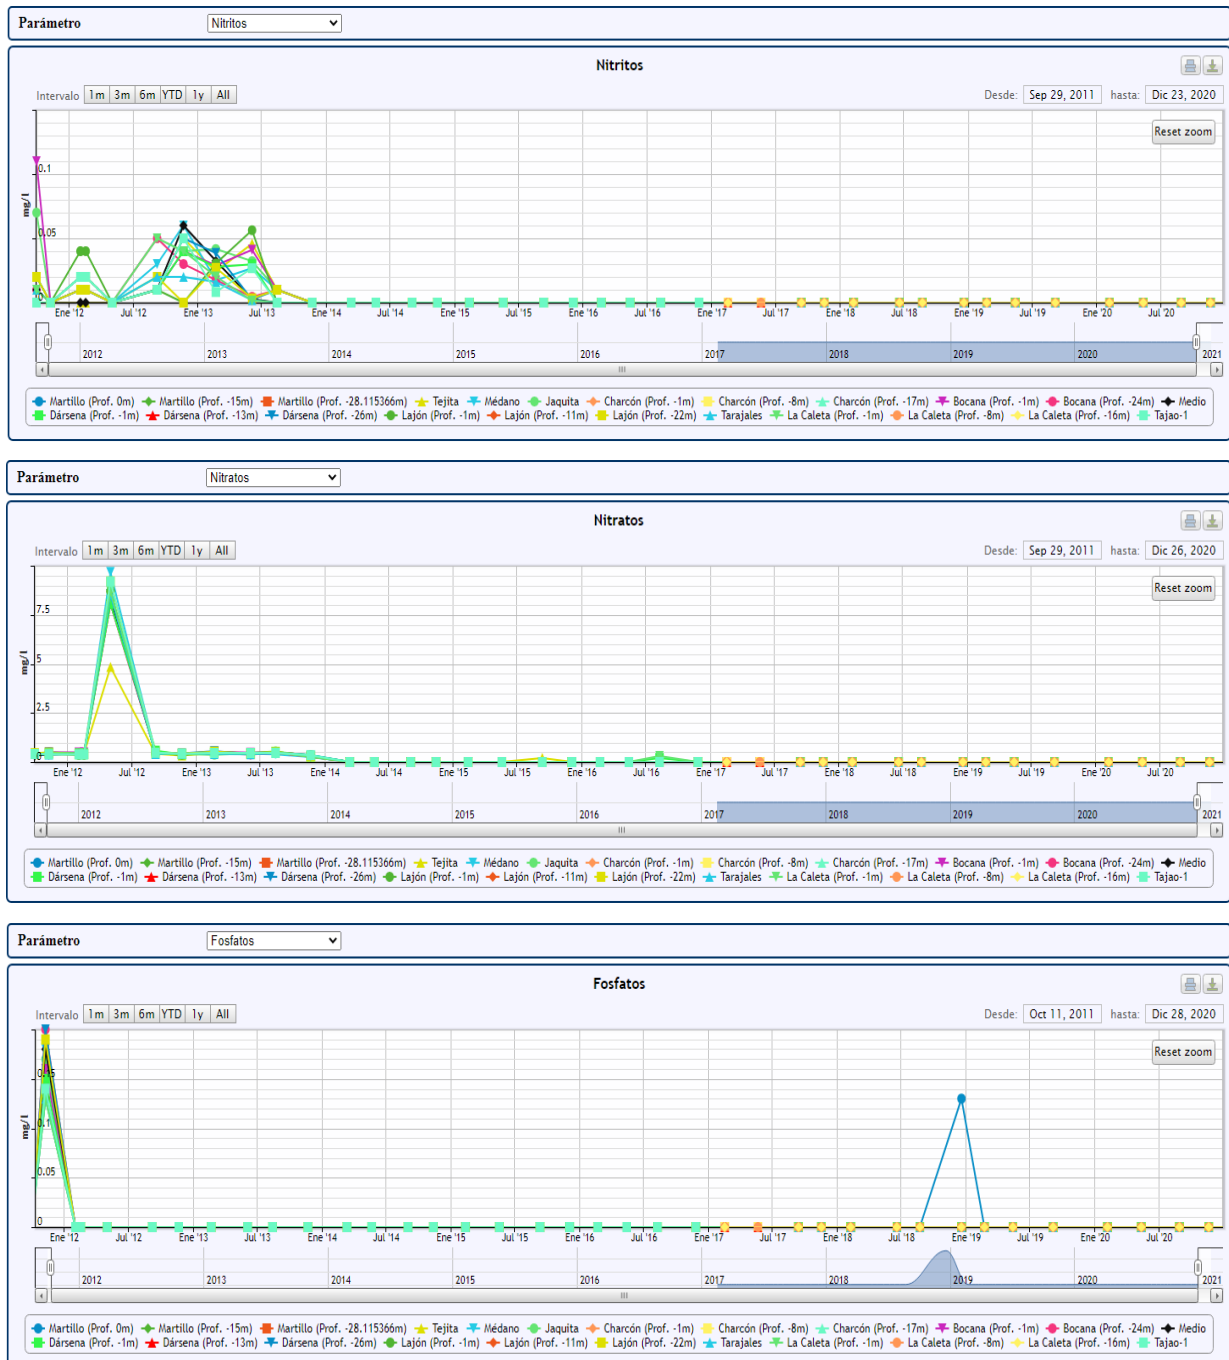 Parámetro Nitritos
Nitritos
Intervalo 1m 3m 6m YTD 1y All Desde: Sep 29, 2011 hasta: Dic 23, 2020
Reset zoom
0.1
mg/l
0.05
0
Ene '12 Jul '12 Ene '13 Jul '13 Ene '14 Jul '14 Ene '15 Jul '15 Ene '16 Jul '16 Ene '17 Jul '17 Ene '18 Jul '18 Ene '19 Jul '19 Ene '20 Jul '20
2012 2013 2014 2015 2016 2017 2018 2019 2020 2021
Martillo (Prof. 0m) Martillo (Prof. -15m) Martillo (Prof. -28.115366m) Tejita Médano Jaquita Charcón (Prof. -1m) Charcón (Prof. -8m) Charcón (Prof. -17m) Bocana (Prof. -1m) Bocana (Prof. -24m) Medio
Dársena (Prof. -1m) Dársena (Prof. -13m) Dársena (Prof. -26m) Lajón (Prof. -1m) Lajón (Prof. -11m) Lajón (Prof. -22m) Tarajales La Caleta (Prof. -1m) La Caleta (Prof. -8m) La Caleta (Prof. -16m) Tajao-1
Parámetro Nitratos
Nitratos
Intervalo 1m 3m 6m YTD 1y All Desde: Sep 29, 2011 hasta: Dic 26, 2020
Reset zoom
7.5
5
mg/l
2.5
0
Ene '12 Jul '12 Ene '13 Jul '13 Ene '14 Jul '14 Ene '15 Jul '15 Ene '16 Jul '16 Ene '17 Jul '17 Ene '18 Jul '18 Ene '19 Jul '19 Ene '20 Jul '20
2012 2013 2014 2015 2016 2017 2018 2019 2020 2021
Martillo (Prof. 0m) Martillo (Prof. -15m) Martillo (Prof. -28.115366m) Tejita Médano Jaquita Charcón (Prof. -1m) Charcón (Prof. -8m) Charcón (Prof. -17m) Bocana (Prof. -1m) Bocana (Prof. -24m) Medio
Dársena (Prof. -1m) Dársena (Prof. -13m) Dársena (Prof. -26m) Lajón (Prof. -1m) Lajón (Prof. -11m) Lajón (Prof. -22m) Tarajales La Caleta (Prof. -1m) La Caleta (Prof. -8m) La Caleta (Prof. -16m) Tajao-1
Parámetro Fosfatos
Fosfatos
Intervalo 1m 3m 6m YTD 1y All Desde: Oct 11, 2011 hasta: Dic 28, 2020
Reset zoom
0.1
mg/l
0.05
0
Ene '12 Jul '12 Ene '13 Jul '13 Ene '14 Jul '14 Ene '15 Jul '15 Ene '16 Jul '16 Ene '17 Jul '17 Ene '18 Jul '18 Ene '19 Jul '19 Ene '20 Jul '20
2012 2013 2014 2015 2016 2017 2018 2019 2020 2021
Martillo (Prof. 0m) Martillo (Prof. -15m) Martillo (Prof. -28.115366m) Tejita Médano Jaquita Charcón (Prof. -1m) Charcón (Prof. -8m) Charcón (Prof. -17m) Bocana (Prof. -1m) Bocana (Prof. -24m) Medio
Dársena (Prof. -1m) Dársena (Prof. -13m) Dársena (Prof. -26m) Lajón (Prof. -1m) Lajón (Prof. -11m) Lajón (Prof. -22m) Tarajales La Caleta (Prof. -1m) La Caleta (Prof. -8m) La Caleta (Prof. -16m) Tajao-1